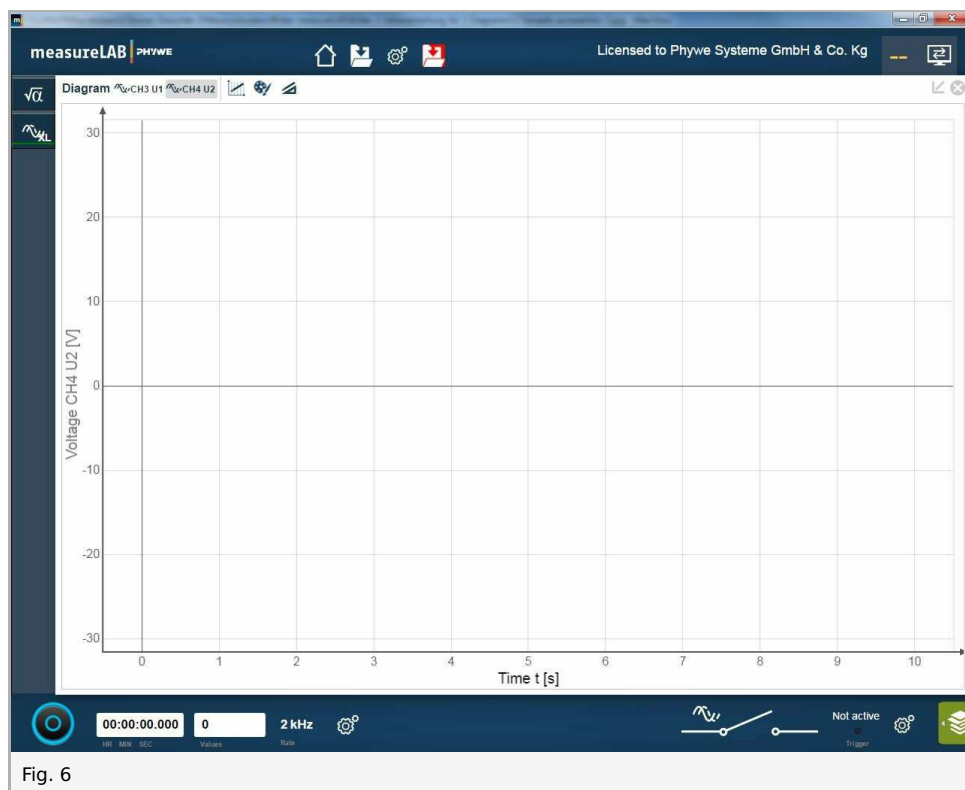 m
measureLAB PHYWE
Licensed to Phywe Systeme GmbH & Co. Kg
--
√α
XL
Diagram CH3 U1 CH4 U2
30
20
10
0
-10
-20
-30
Voltage CH4 U2 [V]
0 1 2 3 4 5 6 7 8 9 10
Time t [s]
00:00:00.000 0 2 kHz
HR MIN SEC Values Rate
Not active
Trigger
Fig. 6